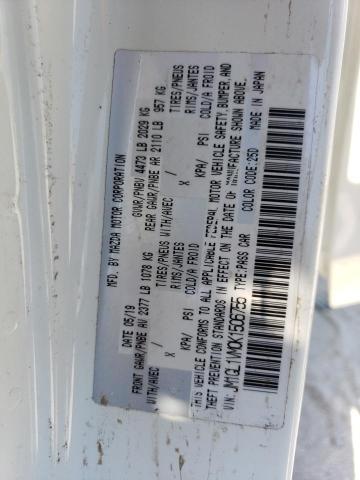 MFD. BY MAZDA MOTOR CORPORATION
DATE 05/19 GVWR/PNBV 4473 LB 2029 KG
FRONT GAWR/PNBE AV 2377 LB 1078 KG REAR GAWR/PNBE AR 2110 LB 957 KG
WITH/AVEC / TIRES/PNEUS WITH/AVEC / TIRES/PNEUS
X RIMS/JANTES X RIMS/JANTES
KPA/ PSI COLD/A FROID KPA/ PSI COLD/A FROID
THIS VEHICLE CONFORMS TO ALL APPLICABLE FEDERAL MOTOR VEHICLE SAFETY, BUMPER, AND
THEFT PREVENTION STANDARDS IN EFFECT ON THE DATE OF MANUFACTURE SHOWN ABOVE.
VIN: JM1GL1WXK1506756 TYPE: PASS CAR COLOR CODE: 25D MADE IN JAPAN